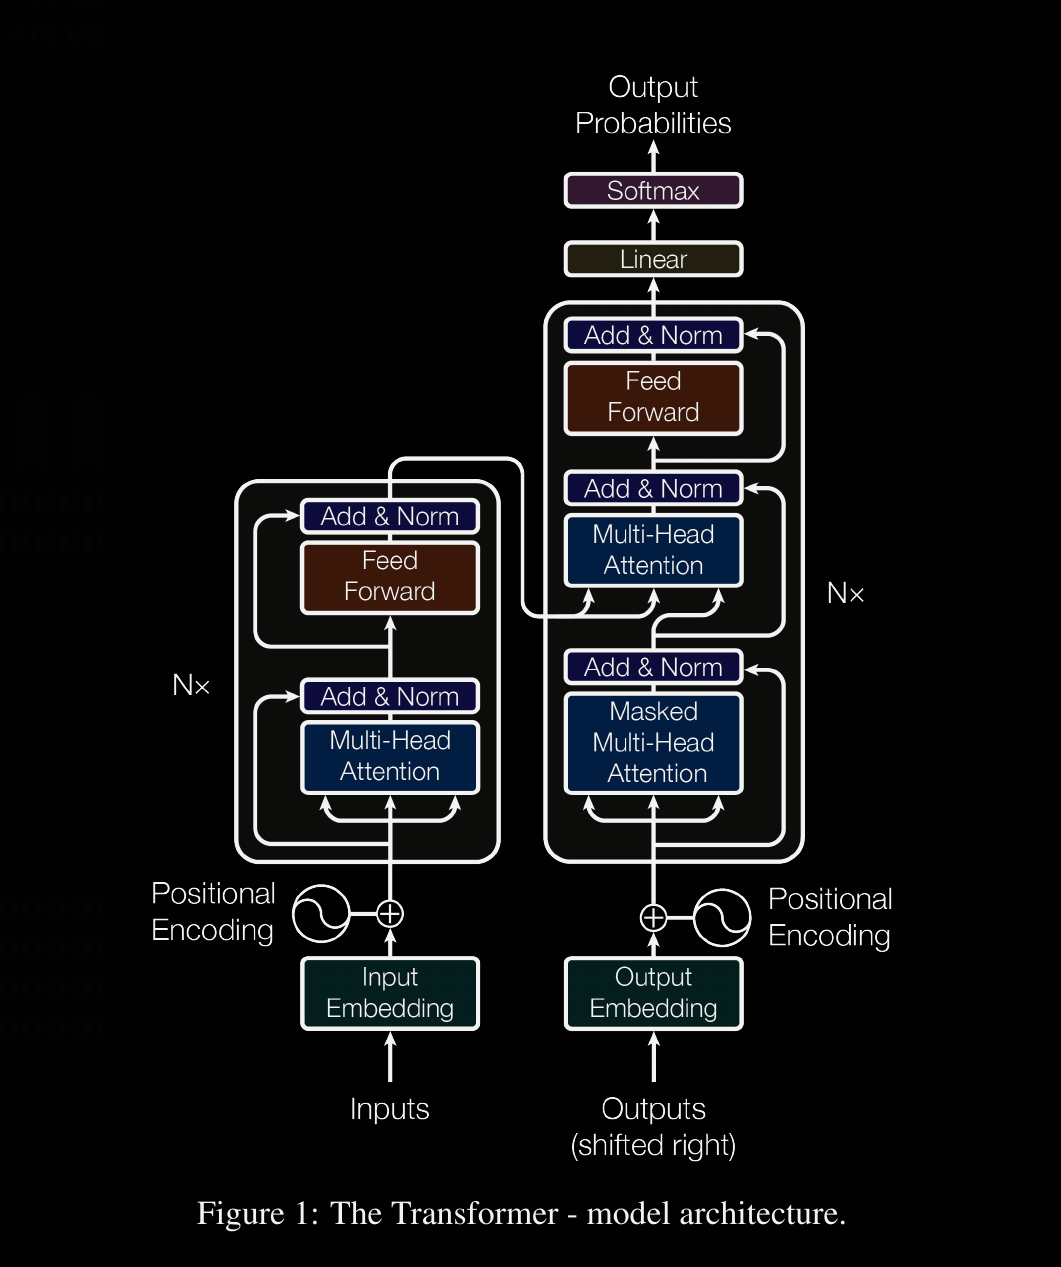 Output
Probabilities
Softmax
Linear
Add & Norm
Feed
Forward
Add & Norm
Multi-Head
Attention
Add & Norm
Masked
Multi-Head
Attention
Nx
Add & Norm
Feed
Forward
Add & Norm
Multi-Head
Attention
Nx
Positional
Encoding
Positional
Encoding
Input
Embedding
Output
Embedding
Inputs
Outputs
(shifted right)
Figure 1: The Transformer - model architecture.